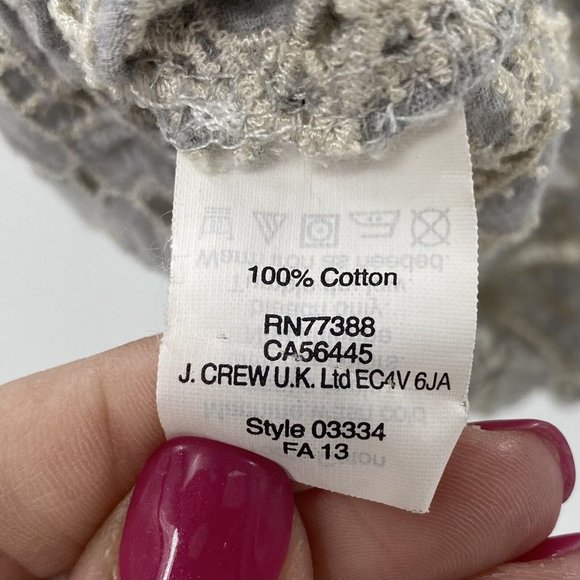 100% Cotton
RN77388
CA56445
J. CREW U.K. Ltd EC4V 6JA
Style 03334
FA 13